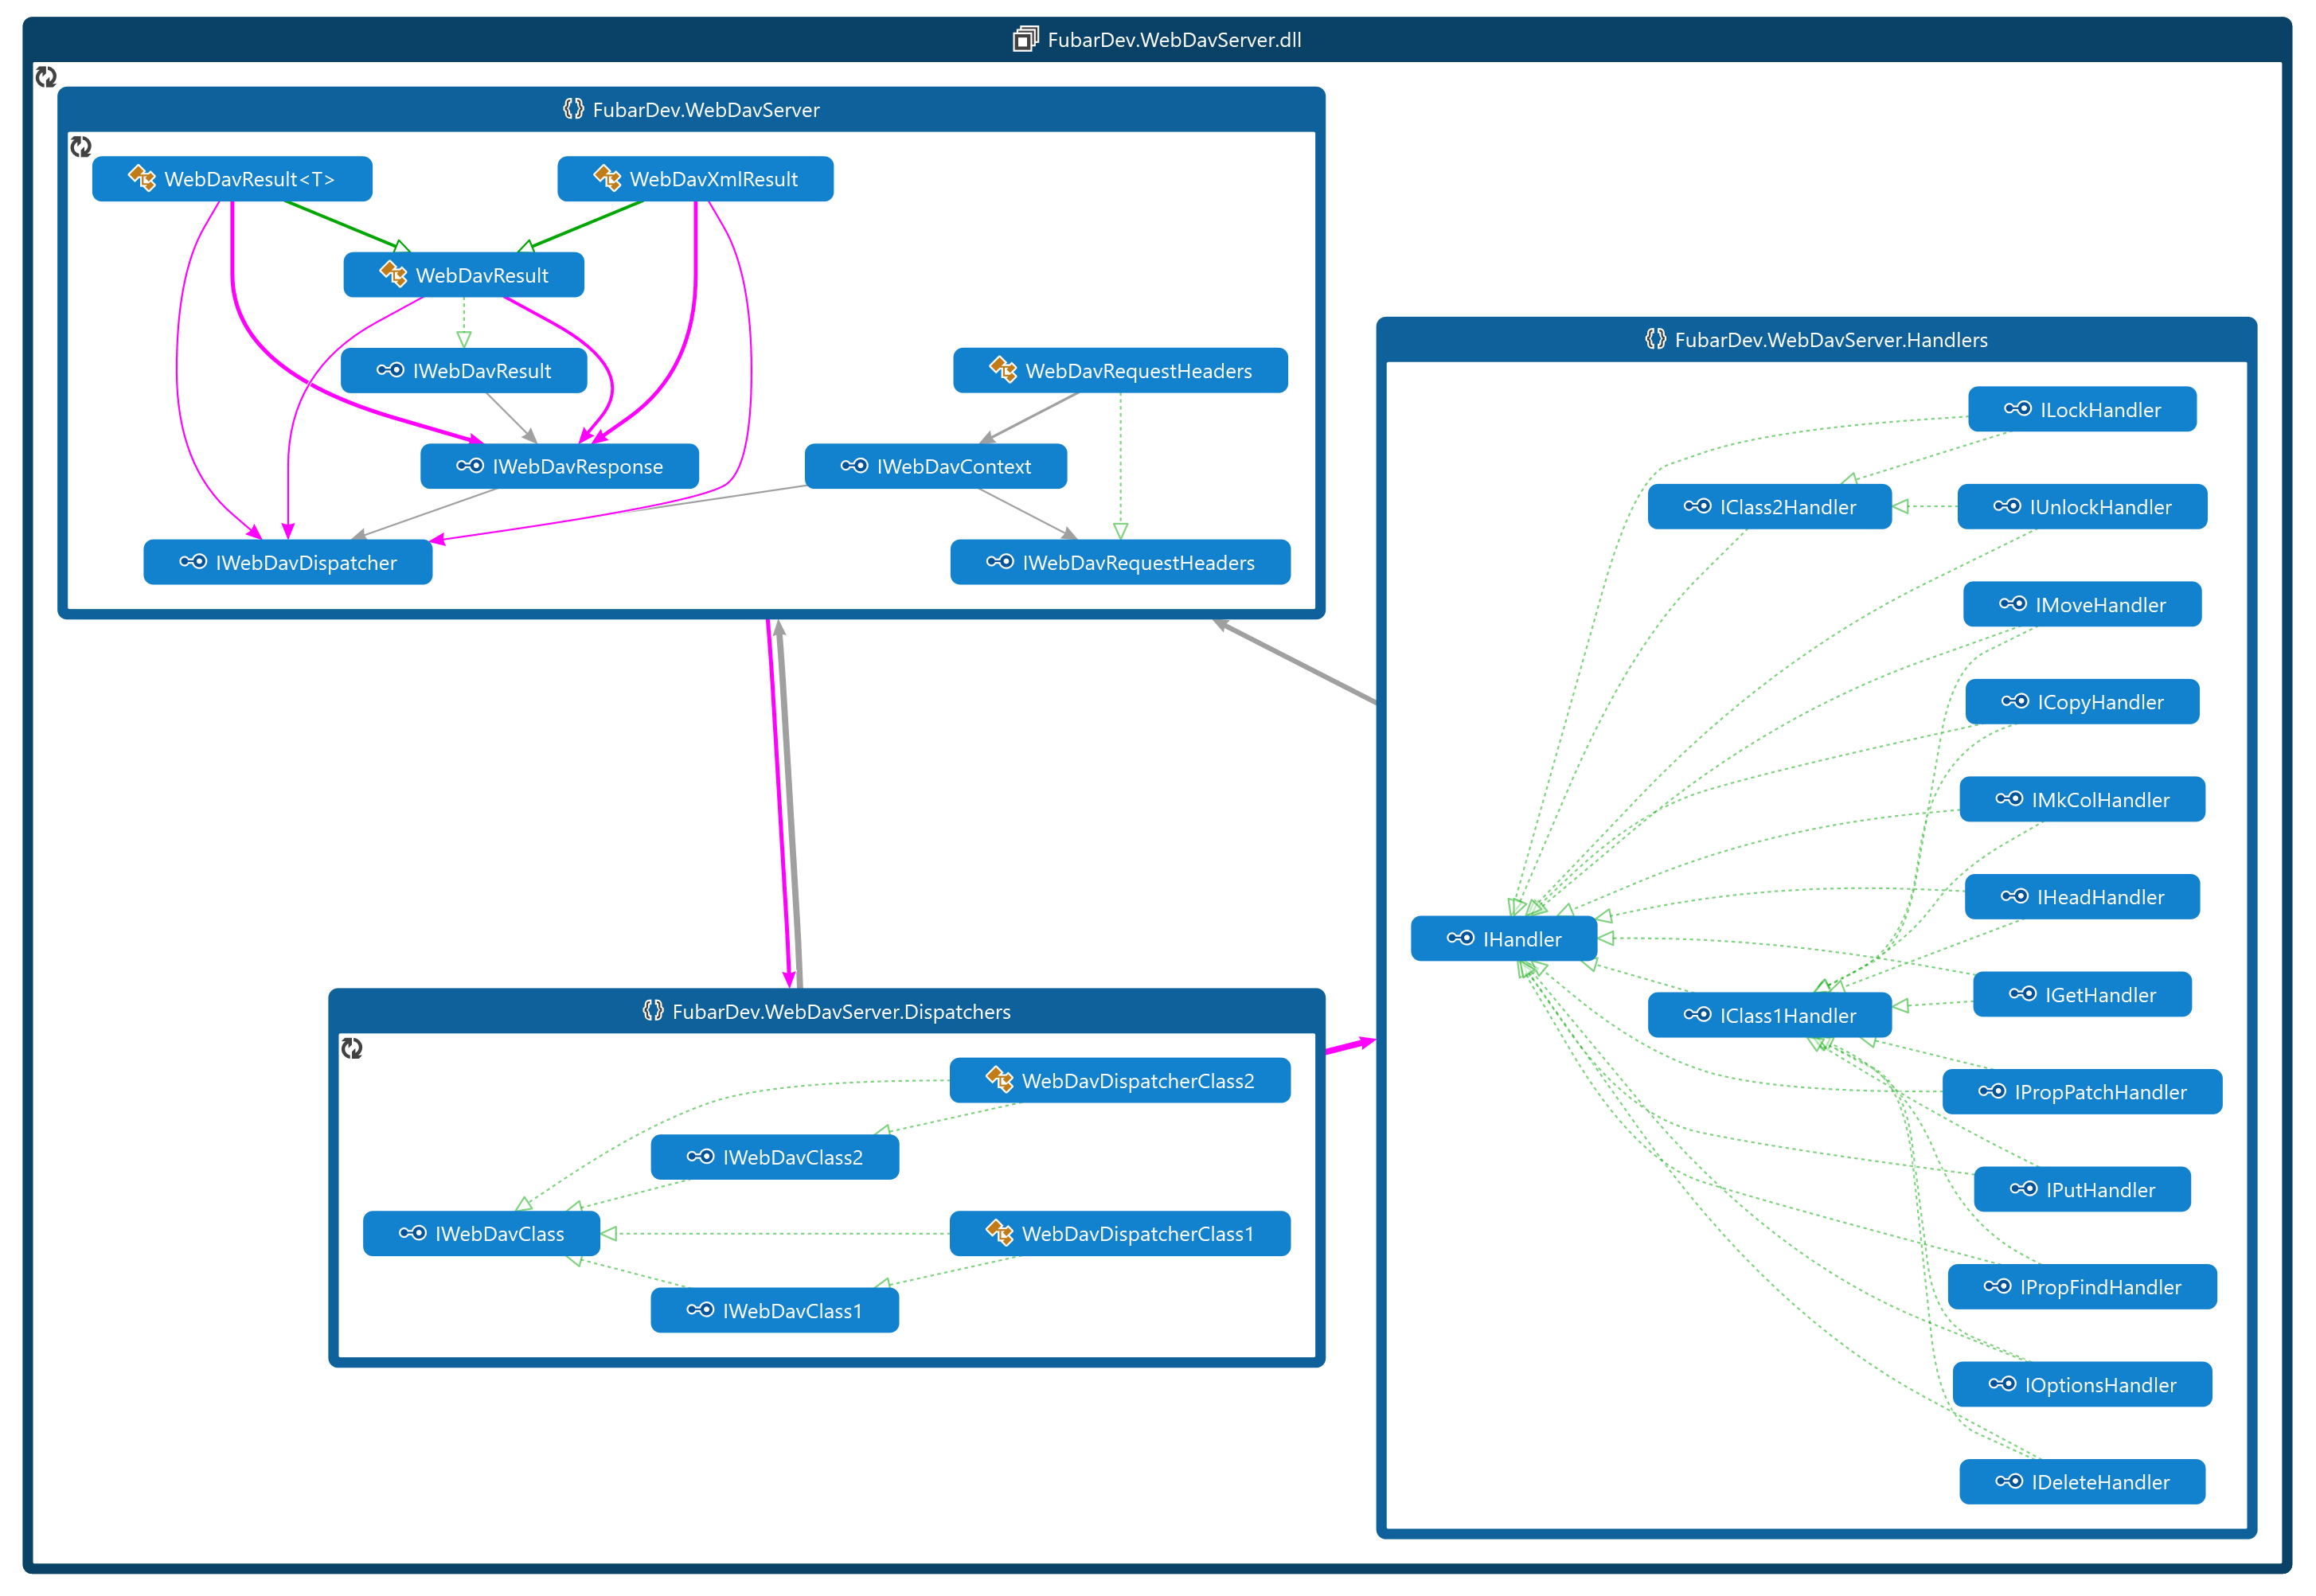 FubarDev.WebDavServer.dll
FubarDev.WebDavServer
WebDavResult<T>
WebDavXmlResult
WebDavResult
IWebDavResult
WebDavRequestHeaders
IWebDavResponse
IWebDavContext
IWebDavDispatcher
IWebDavRequestHeaders
FubarDev.WebDavServer.Handlers
ILockHandler
IClass2Handler
IUnlockHandler
IMoveHandler
ICopyHandler
IMkColHandler
IHeadHandler
IHandler
IGetHandler
IClass1Handler
IPropPatchHandler
IPutHandler
IPropFindHandler
IOptionsHandler
IDeleteHandler
FubarDev.WebDavServer.Dispatchers
WebDavDispatcherClass2
IWebDavClass2
IWebDavClass
WebDavDispatcherClass1
IWebDavClass1